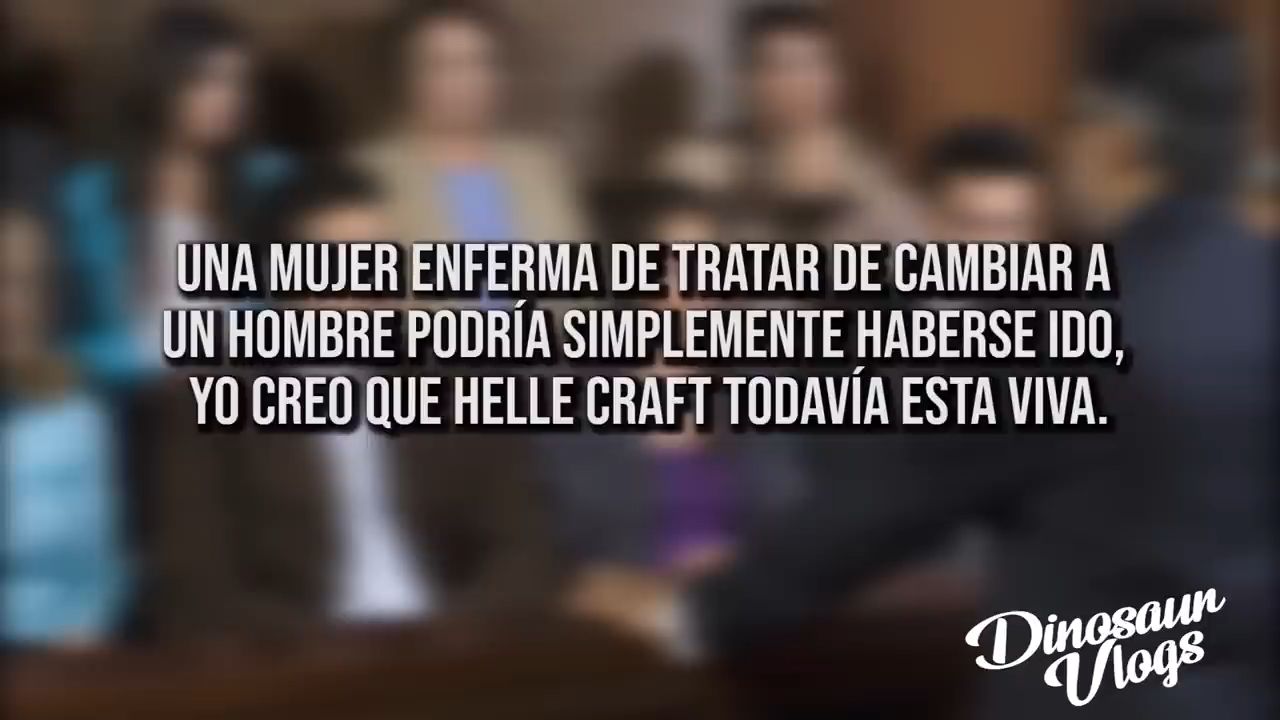 UNA MUJER ENFERMA DE TRATAR DE CAMBIAR A
UN HOMBRE PODRÍA SIMPLEMENTE HABERSE IDO,
YO CREO QUE HELLE CRAFT TODAVÍA ESTA VIVA.
Dinosaur
Vlogs